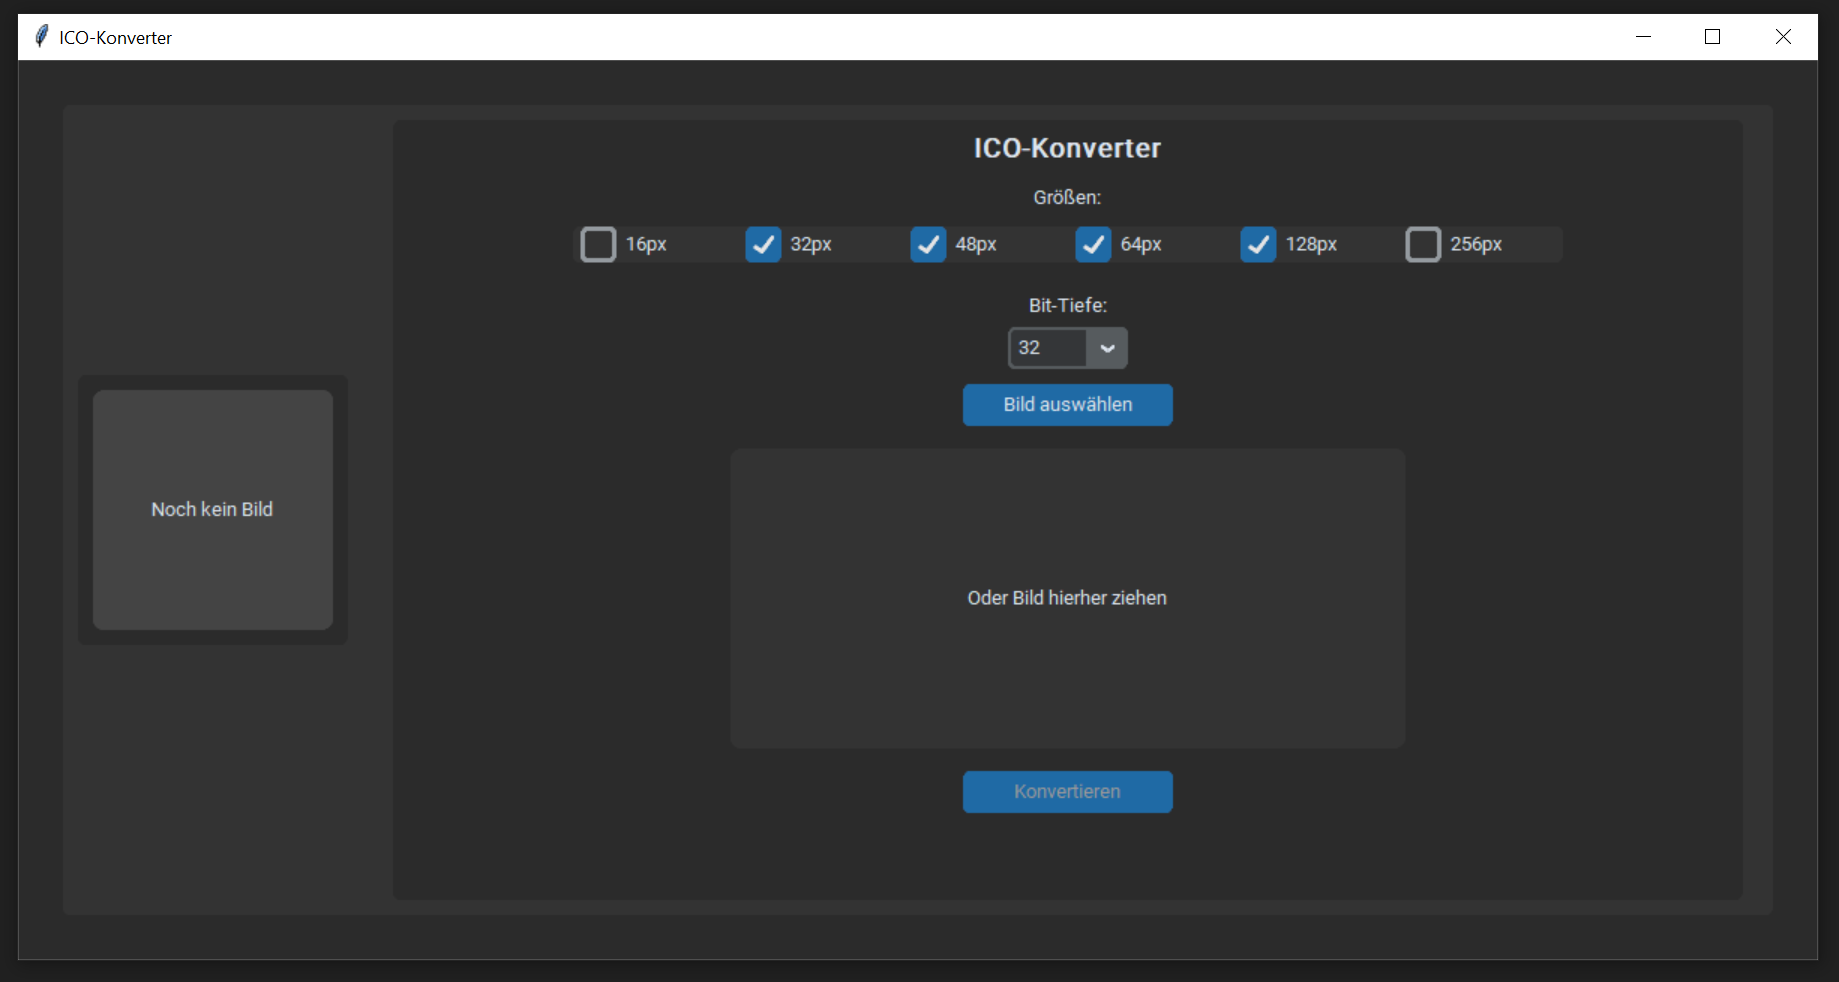 ICO-Konverter
ICO-Konverter
Größen:
16px 32px 48px 64px 128px 256px
Bit-Tiefe:
32
Bild auswählen
Noch kein Bild
Oder Bild hierher ziehen
Konvertieren